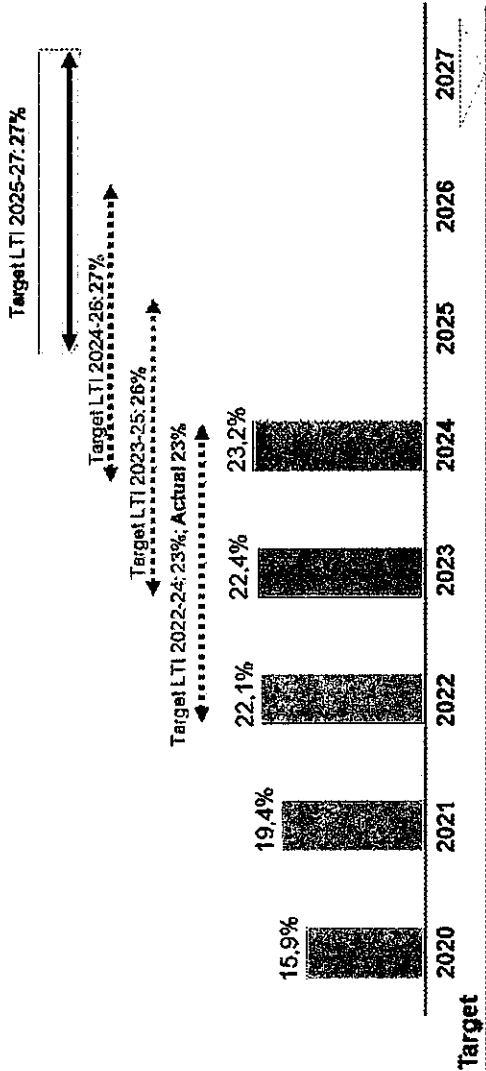 Target LTI 2025-27: 27%
Target LTI 2024-26: 27%
Target LTI 2023-25: 26%
Target LTI 2022-24; 23%; Actual 23%
15,9%
19,4%
22,1%
22,4%
23,2%
2020
2021
2022
2023
2024
2025
2026
2027
Target